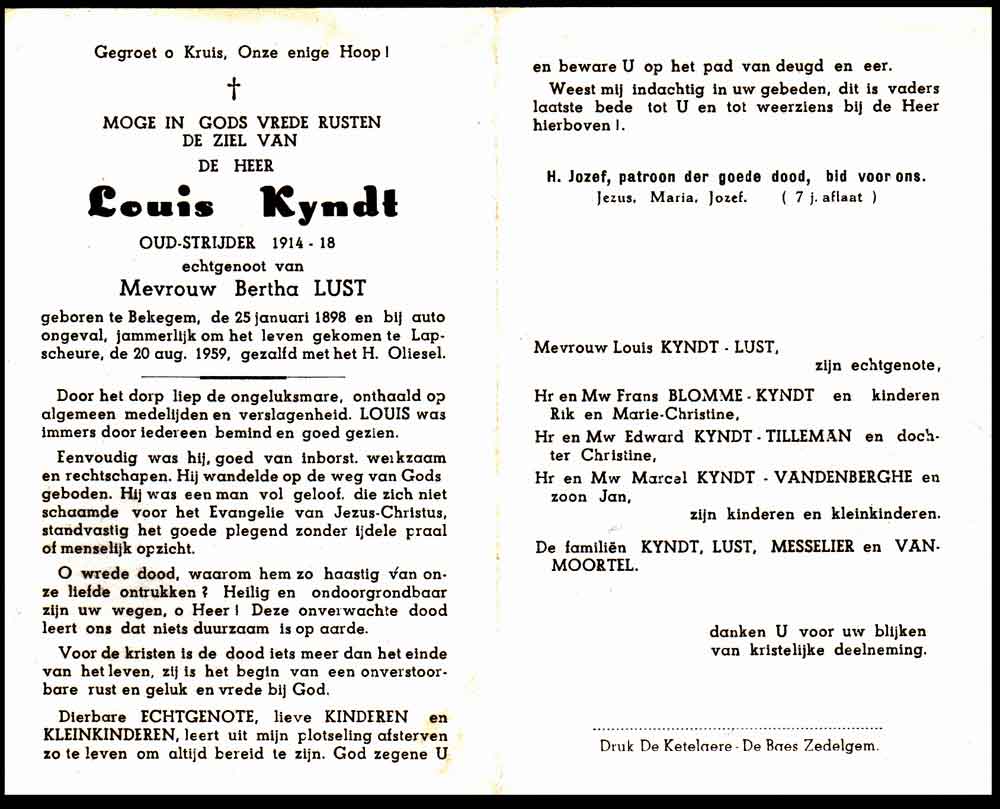 Gegroet o Kruis, Onze enige Hoop!
†
MOGE IN GODS VREDE RUSTEN
DE ZIEL VAN
DE HEER
Louis Kyndt
OUD-STRIJDER 1914 - 18
echtgenoot van
Mevrouw Bertha LUST
geboren te Bekegem, de 25 januari 1898 en bij auto
ongeval, jammerlijk om het leven gekomen te Lap-
scheure, de 20 aug. 1959, gezalfd met het H. Oliesel.
Door het dorp liep de ongeluksmare, onthaald op
algemeen medelijden en verslagenheid. LOUIS was
immers door iedereen bemind en goed gezien.
Eenvoudig was hij, goed van inborst. werkzaam
en rechtschapen. Hij wandelde op de weg van Gods
geboden. Hij was een man vol geloof. die zich niet
schaamde voor het Evangelie van Jezus-Christus,
standvastig het goede plegend zonder ijdele praal
of menselijk opzicht.
O wrede dood, waarom hem zo haastig van on-
ze liefde ontrukken ? Heilig en ondoorgrondbaar
zijn uw wegen, o Heer ! Deze onverwachte dood
leert ons dat niets duurzaam is op aarde.
Voor de kristen is de dood iets meer dan het einde
van het leven, zij is het begin van een onverstoor-
bare rust en geluk en vrede bij God.
Dierbare ECHTGENOTE, lieve KINDEREN en
KLEINKINDEREN, leert uit mijn plotseling afsterven
zo te leven om altijd bereid te zijn. God zegene U
en beware U op het pad van deugd en eer.
Weest mij indachtig in uw gebeden, dit is vaders
laatste bede tot U en tot weerziens bij de Heer
hierboven !.
H. Jozef, patroon der goede dood, bid voor ons.
Jezus, Maria, Jozef. ( 7 j. aflaat )
Mevrouw Louis KYNDT - LUST,
zijn echtgenote,
Hr en Mw Frans BLOMME - KYNDT en kinderen
Rik en Marie-Christine,
Hr en Mw Edward KYNDT - TILLEMAN en doch-
ter Christine,
Hr en Mw Marcel KYNDT - VANDENBERGHE en
zoon Jan,
zijn kinderen en kleinkinderen.
De familiën KYNDT, LUST, MESSELIER en VAN-
MOORTEL.
danken U voor uw blijken
van kristelijke deelneming.
Druk De Ketelaere - De Baes Zedelgem.